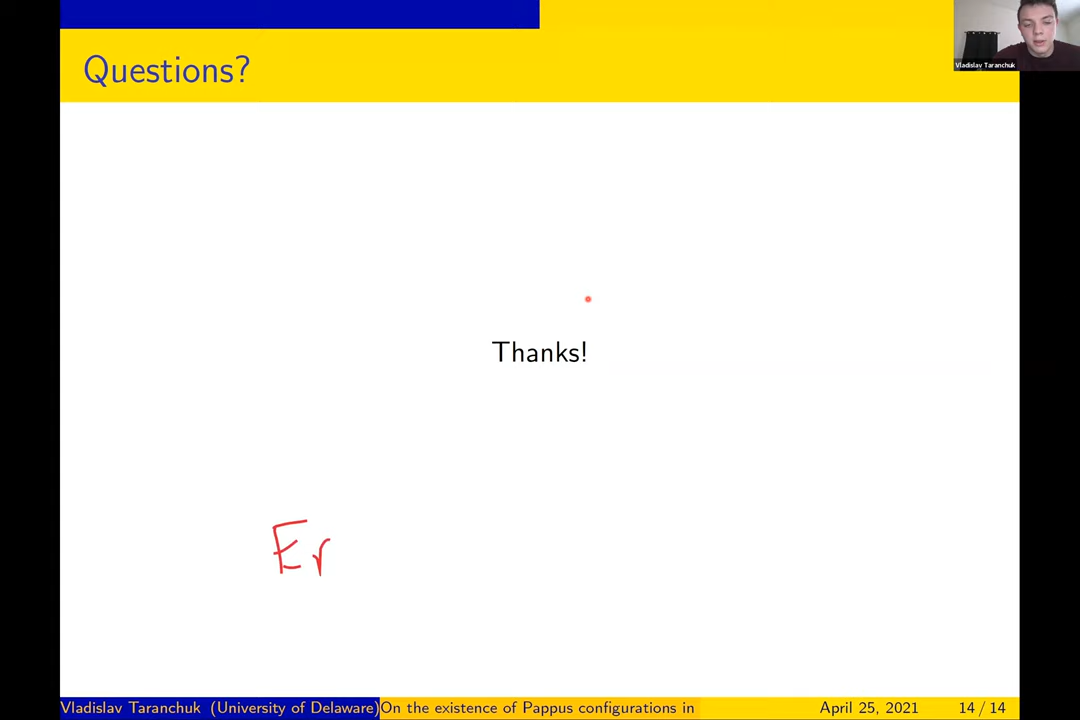 Questions?
Vladislav Taranchuk
Thanks!
Er
Vladislav Taranchuk (University of Delaware) On the existence of Pappus configurations in April 25, 2021 14 / 14